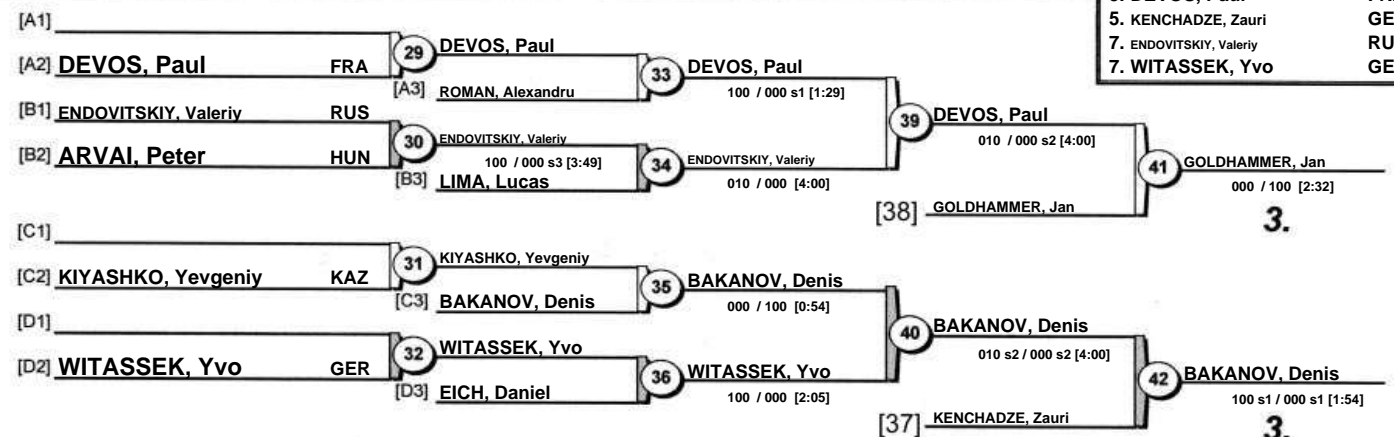 5. KENCHADZE, Zauri GE
7. ENDOVITSKIY, Valeriy RU
7. WITASSEK, Yvo GE
[A1]
[A2] DEVOS, Paul FRA
29 DEVOS, Paul
[A3] ROMAN, Alexandru
33 DEVOS, Paul
100 / 000 s1 [1:29]
[B1] ENDOVITSKIY, Valeriy RUS
[B2] ARVAI, Peter HUN
30 ENDOVITSKIY, Valeriy
100 / 000 s3 [3:49]
[B3] LIMA, Lucas
34 ENDOVITSKIY, Valeriy
010 / 000 [4:00]
39 DEVOS, Paul
010 / 000 s2 [4:00]
[38] GOLDHAMMER, Jan
41 GOLDHAMMER, Jan
000 / 100 [2:32]
3.
[C1]
[C2] KIYASHKO, Yevgeniy KAZ
31 KIYASHKO, Yevgeniy
[C3] BAKANOV, Denis
35 BAKANOV, Denis
000 / 100 [0:54]
[D1]
[D2] WITASSEK, Yvo GER
32 WITASSEK, Yvo
[D3] EICH, Daniel
36 WITASSEK, Yvo
100 / 000 [2:05]
40 BAKANOV, Denis
010 s2 / 000 s2 [4:00]
[37] KENCHADZE, Zauri
42 BAKANOV, Denis
100 s1 / 000 s1 [1:54]
3.